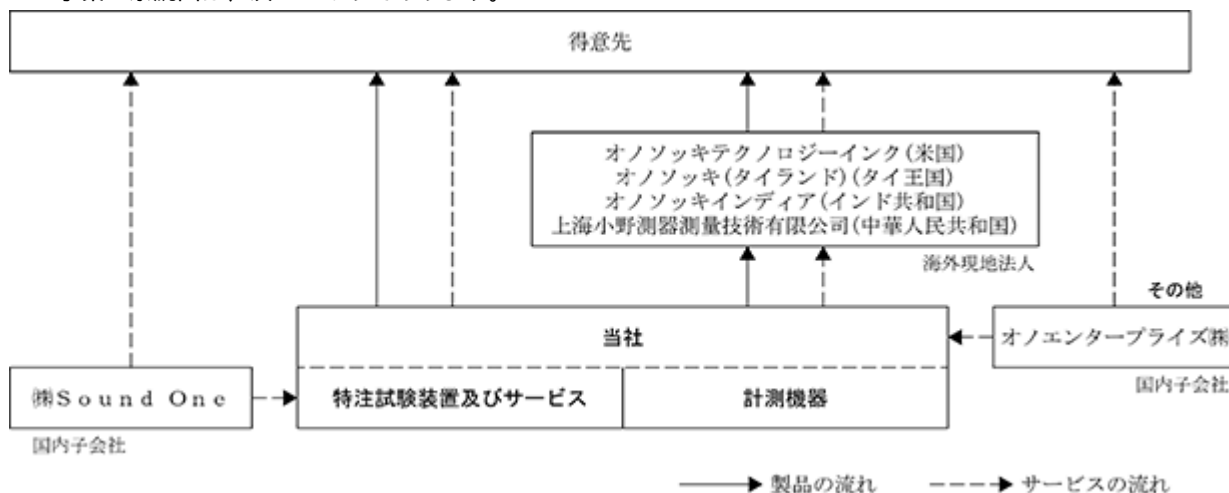 得意先
オノソッキテクノロジーインク(米国)
オノソッキ(タイランド)(タイ王国)
オノソッキインディア(インド共和国)
上海小野測器測量技術有限公司(中華人民共和国)
海外現地法人
その他
当社
オノエンタープライズ㈱
国内子会社
㈱Sound One
特注試験装置及びサービス
計測機器
国内子会社
製品の流れ
サービスの流れ